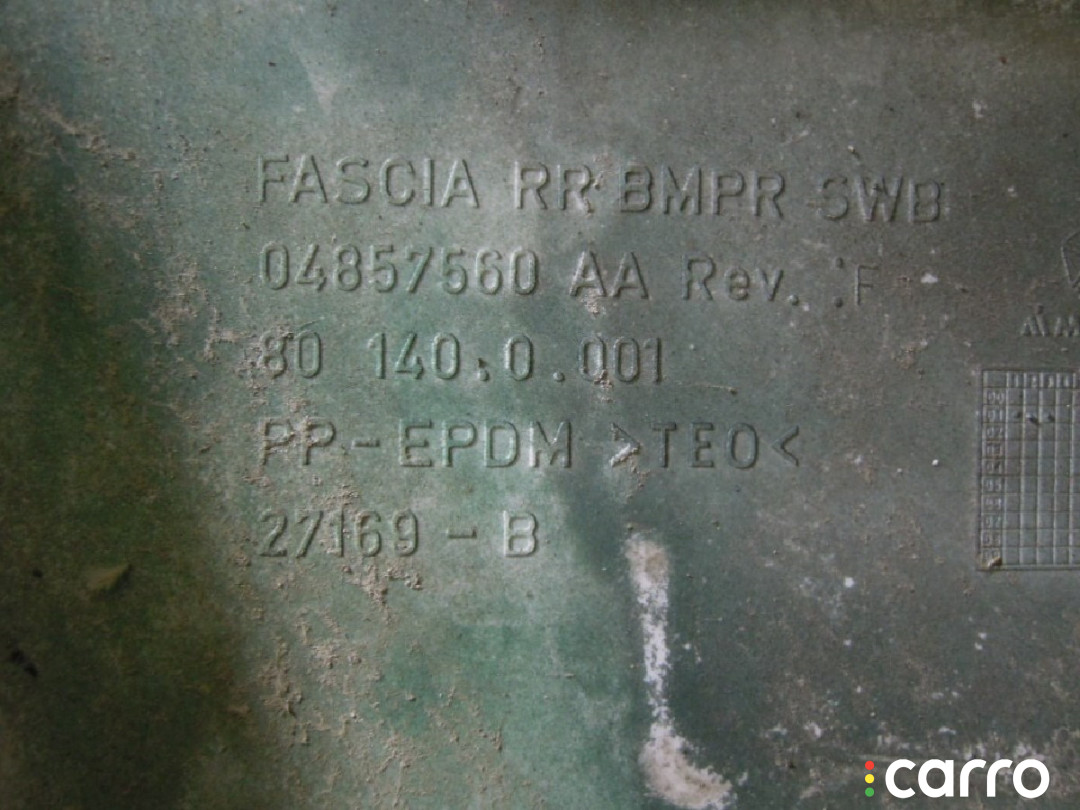 FASCIA RR BMPR SWB
04857560 AA Rev. :F
80 140.0.001
PP-EPDM >TEO<
27169-B
carro